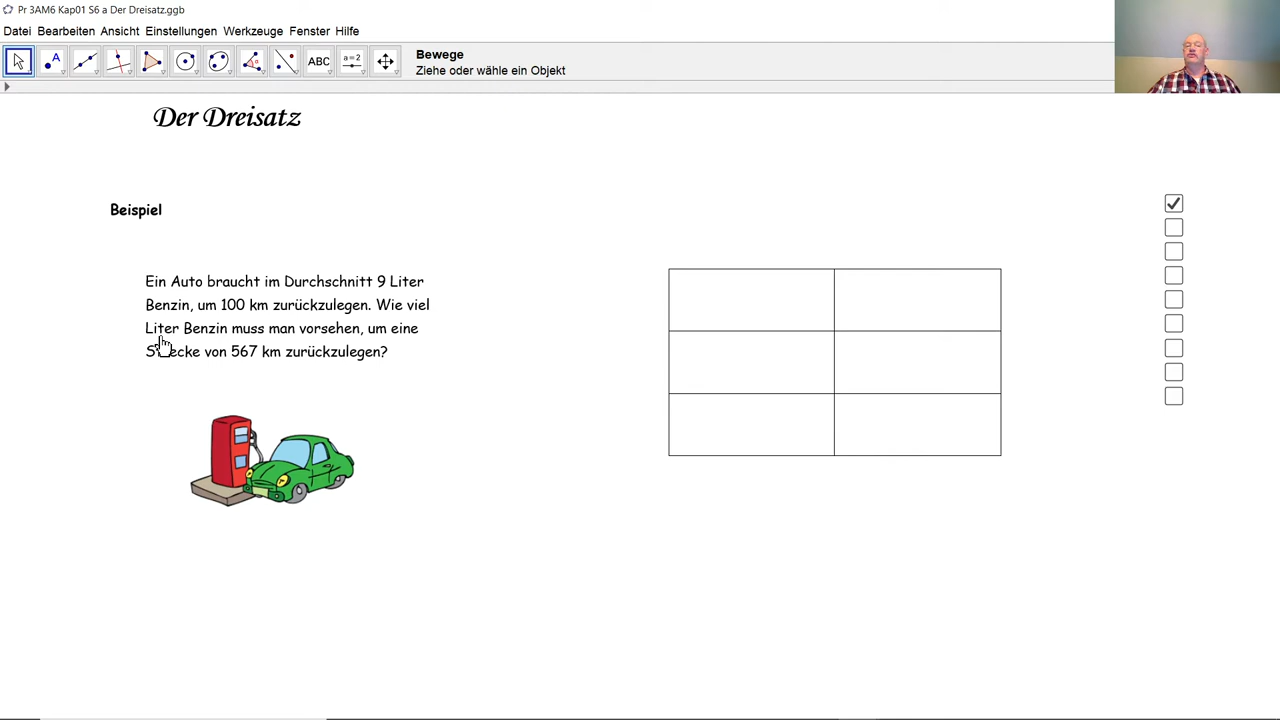 Pr 3AM6 Kap01 S6 a Der Dreisatz.ggb
Datei Bearbeiten Ansicht Einstellungen Werkzeuge Fenster Hilfe
A
ABC
a=2
Bewege
Ziehe oder wähle ein Objekt
Der Dreisatz
Beispiel
Ein Auto braucht im Durchschnitt 9 Liter
Benzin, um 100 km zurückzulegen. Wie viel
Liter Benzin muss man vorsehen, um eine
Strecke von 567 km zurückzulegen?